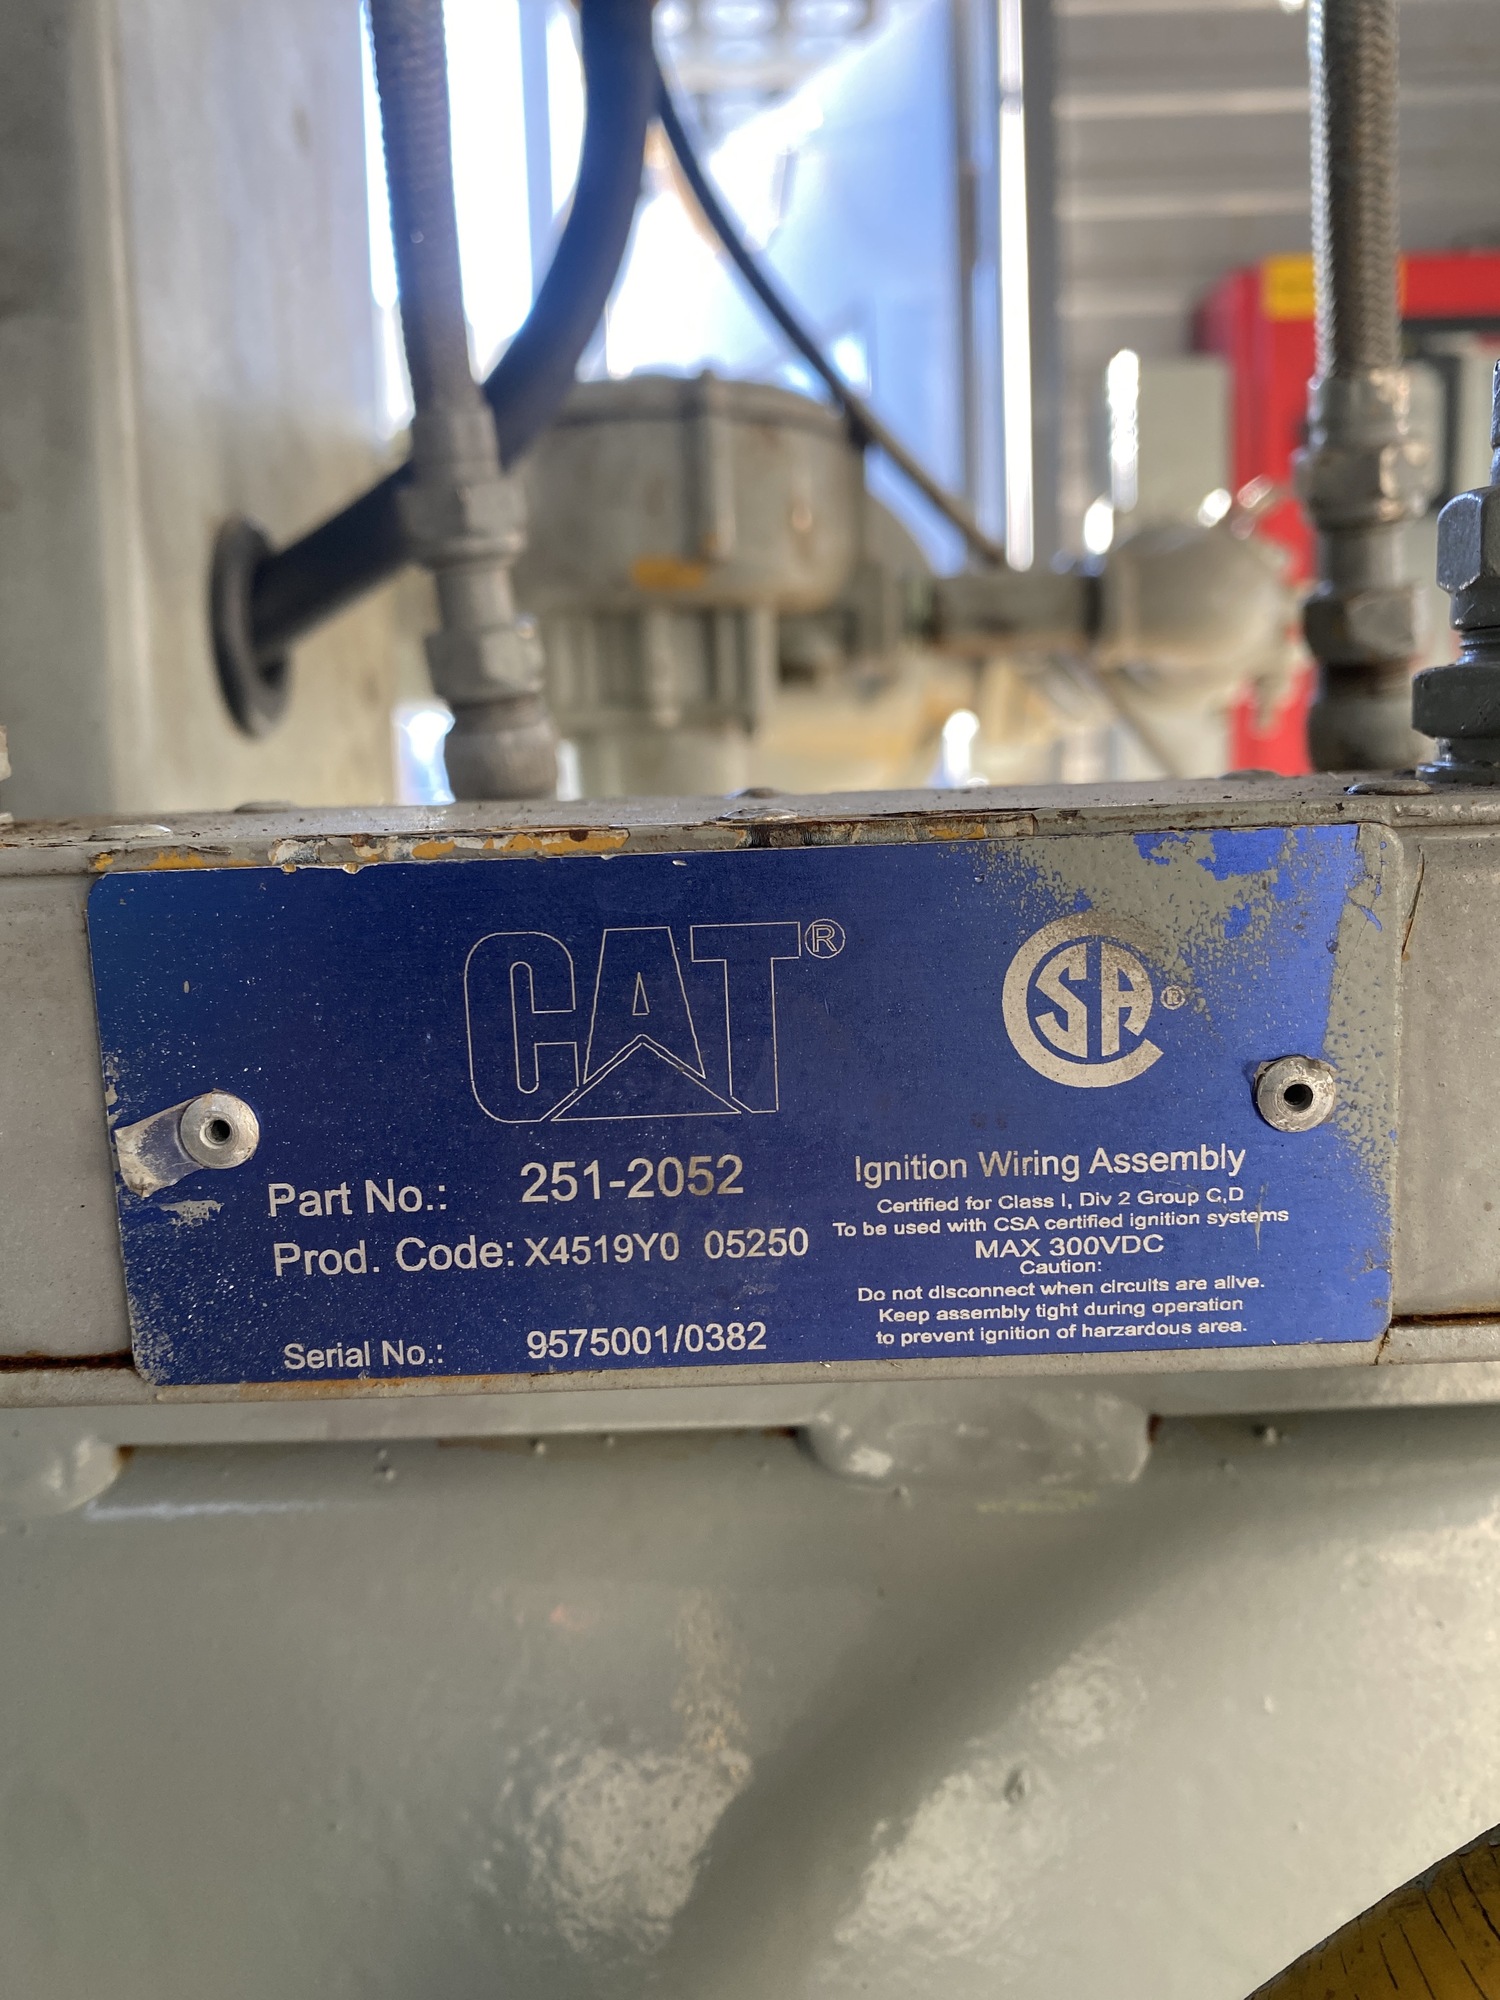 CAT®
CSA®
Part No.: 251-2052
Prod. Code: X4519Y0 05250
Serial No.: 9575001/0382
Ignition Wiring Assembly
Certified for Class I, Div 2 Group C,D
To be used with CSA certified ignition systems
MAX 300VDC
Caution:
Do not disconnect when circuits are alive.
Keep assembly tight during operation
to prevent ignition of harzardous area.